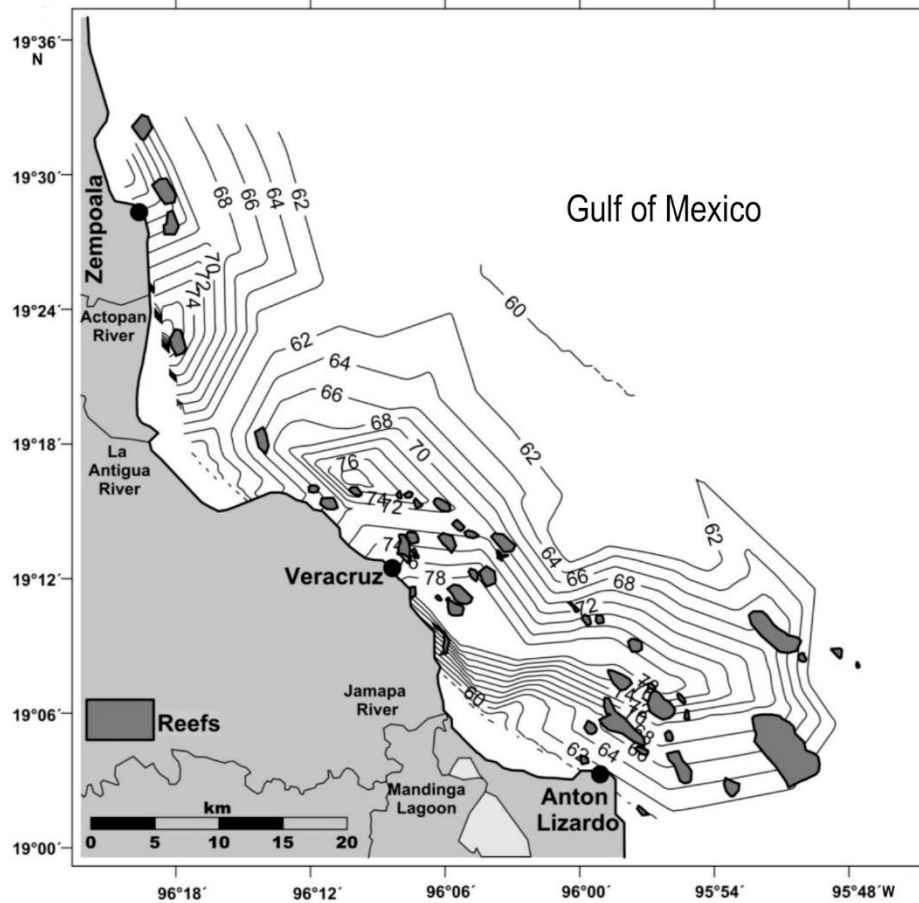 19°36´
N
19°30´
19°24´
19°18´
19°12´
19°06´
19°00´
Gulf of Mexico
Zempoala
Actopan
River
La
Antigua
River
Veracruz
Jamapa
River
Mandinga
Lagoon
Anton
Lizardo
Reefs
km
0 5 10 15 20
68 66 64 62
70
72
74
60
62
64
66
68
76
70
74
72
62
78
64
66
68
72
62
60
64
96°18´ 96°12´ 96°06´ 96°00´ 95°54´ 95°48´ W